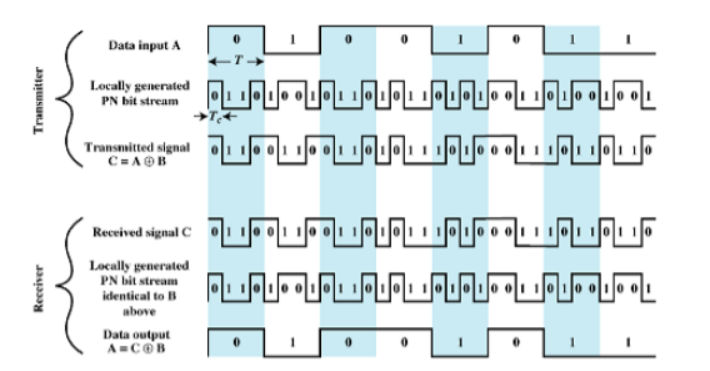 Transmitter
Data input A 0 1 0 0 1 0 1 1
T
Locally generated
PN bit stream
0 1 1 0 1 0 0 1 0 1 1 0 1 0 1 1 0 1 0 1 0 0 1 1 0 1 0 0 1 0 0 1
Tc
Transmitted signal
C = A ⊕ B
0 1 1 0 0 1 1 0 0 1 1 0 1 0 1 1 1 0 1 0 0 0 1 1 1 0 1 1 0 1 1 0
Receiver
Received signal C 0 1 1 0 0 1 1 0 0 1 1 0 1 0 1 1 1 0 1 0 0 0 1 1 1 0 1 1 0 1 1 0
Locally generated
PN bit stream
identical to B
above
0 1 1 0 1 0 0 1 0 1 1 0 1 0 1 1 0 1 0 1 0 0 1 1 0 1 0 0 1 0 0 1
Data output
A = C ⊕ B
0 1 0 0 1 0 1 1